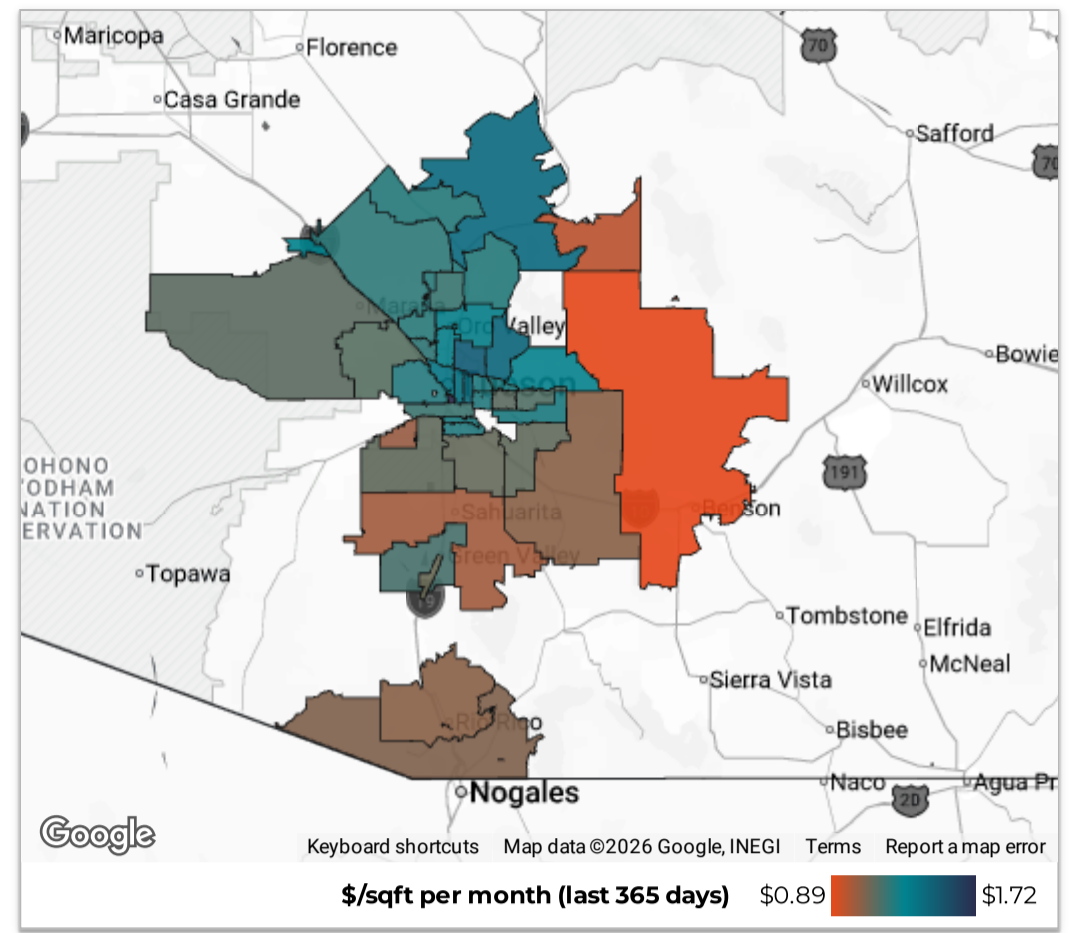 Maricopa
Florence
70
Casa Grande
Safford
70
Marana
Oro Valley
Bowie
Tucson
Willcox
OHONO
'ODHAM
NATION
ERVATION
191
Benson
Sahuarita
Green Valley
Topawa
19
Tombstone
Elfrida
McNeal
Sierra Vista
Rio Rico
Bisbee
Naco
Agua Pr
2D
Nogales
Google
Keyboard shortcuts
Map data ©2026 Google, INEGI
Terms
Report a map error
$/sqft per month (last 365 days)
$0.89
$1.72